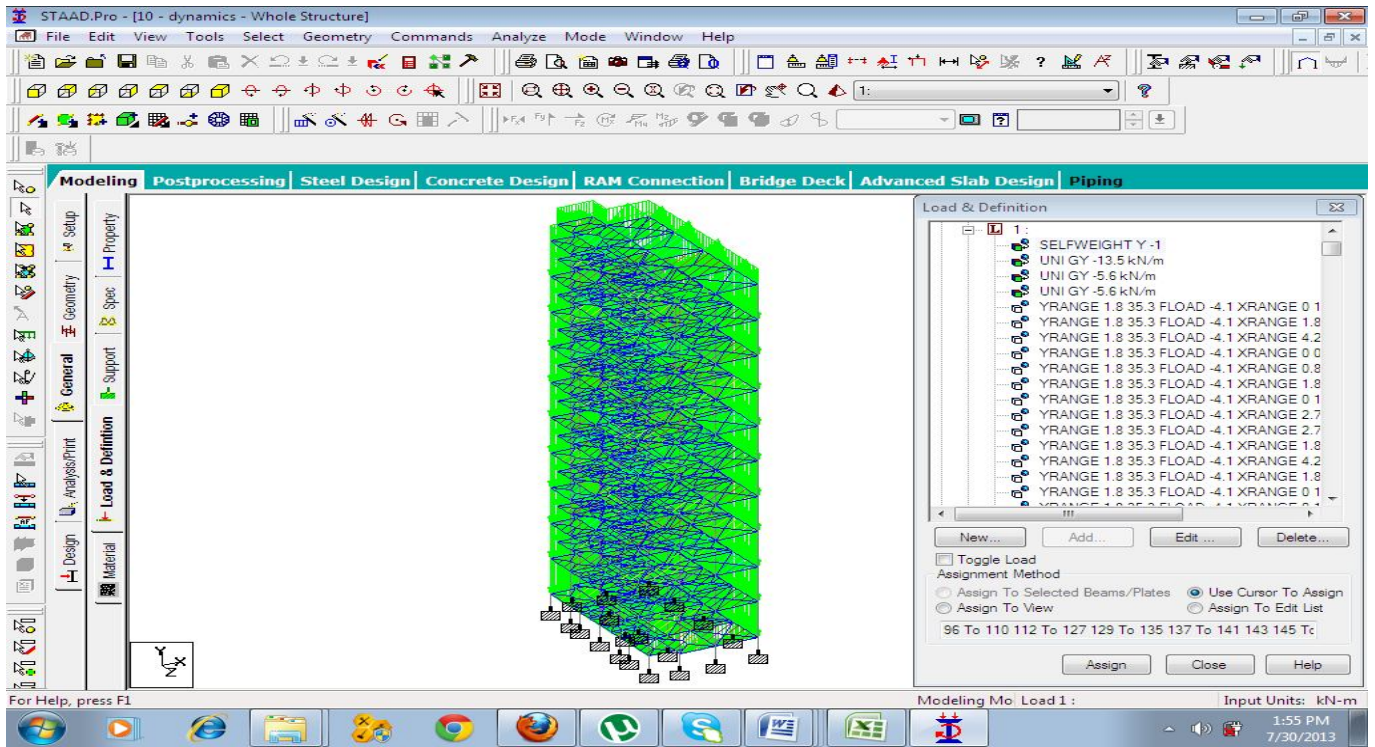 STAAD.Pro - [10 - dynamics - Whole Structure]
File Edit View Tools Select Geometry Commands Analyze Mode Window Help
1:
Modeling Postprocessing Steel Design Concrete Design RAM Connection Bridge Deck Advanced Slab Design Piping
Setup
Geometry
General
Analysis/Print
Design
Property
Spec
Support
Load & Definition
Material
Y
X
Z
Load & Definition
L 1 :
SELFWEIGHT Y -1
UNI GY -13.5 kN/m
UNI GY -5.6 kN/m
UNI GY -5.6 kN/m
YRANGE 1.8 35.3 FLOAD -4.1 XRANGE 0 1
YRANGE 1.8 35.3 FLOAD -4.1 XRANGE 1.8
YRANGE 1.8 35.3 FLOAD -4.1 XRANGE 4.2
YRANGE 1.8 35.3 FLOAD -4.1 XRANGE 0 0
YRANGE 1.8 35.3 FLOAD -4.1 XRANGE 0.8
YRANGE 1.8 35.3 FLOAD -4.1 XRANGE 1.8
YRANGE 1.8 35.3 FLOAD -4.1 XRANGE 0 1
YRANGE 1.8 35.3 FLOAD -4.1 XRANGE 2.7
YRANGE 1.8 35.3 FLOAD -4.1 XRANGE 2.7
YRANGE 1.8 35.3 FLOAD -4.1 XRANGE 1.8
YRANGE 1.8 35.3 FLOAD -4.1 XRANGE 4.2
YRANGE 1.8 35.3 FLOAD -4.1 XRANGE 1.8
YRANGE 1.8 35.3 FLOAD -4.1 XRANGE 0 1
New... Add... Edit ... Delete...
Toggle Load
Assignment Method
Assign To Selected Beams/Plates Use Cursor To Assign
Assign To View Assign To Edit List
96 To 110 112 To 127 129 To 135 137 To 141 143 145 Tc
Assign Close Help
For Help, press F1 Modeling Mo Load 1 : Input Units: kN-m
1:55 PM
7/30/2013